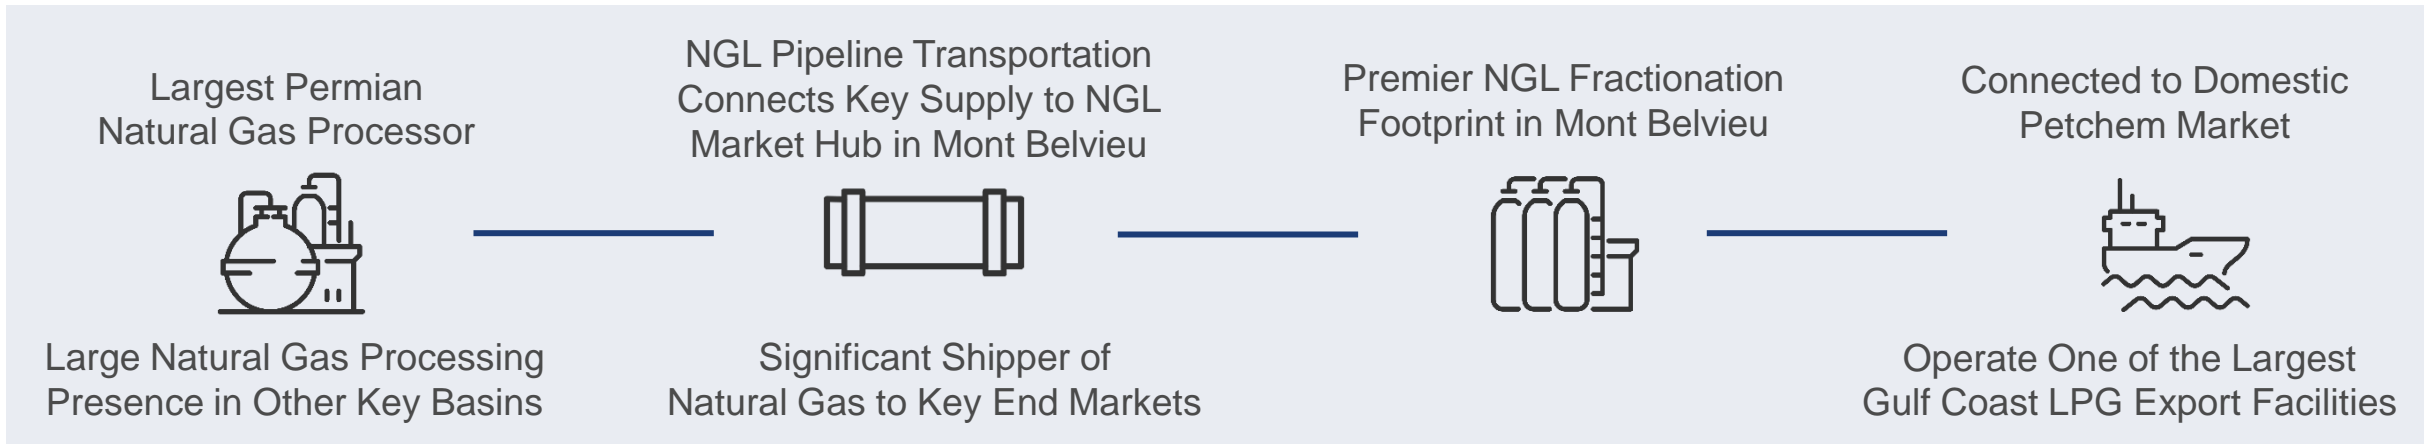 Largest Permian
Natural Gas Processor
Large Natural Gas Processing
Presence in Other Key Basins
NGL Pipeline Transportation
Connects Key Supply to NGL
Market Hub in Mont Belvieu
Significant Shipper of
Natural Gas to Key End Markets
Premier NGL Fractionation
Footprint in Mont Belvieu
Connected to Domestic
Petchem Market
Operate One of the Largest
Gulf Coast LPG Export Facilities